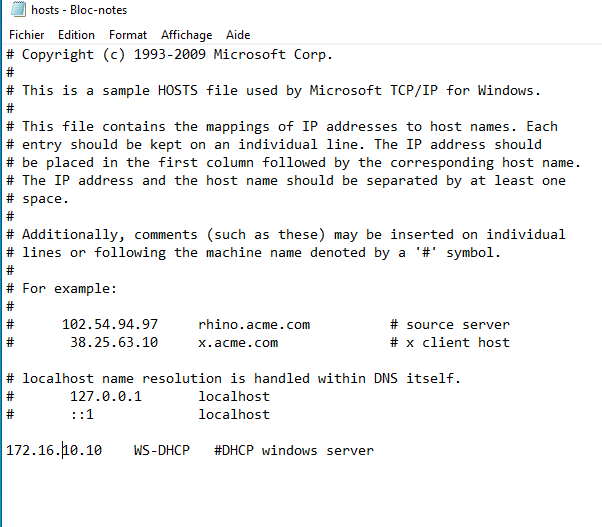 hosts - Bloc-notes
Fichier Edition Format Affichage Aide
# Copyright (c) 1993-2009 Microsoft Corp.
#
# This is a sample HOSTS file used by Microsoft TCP/IP for Windows.
#
# This file contains the mappings of IP addresses to host names. Each
# entry should be kept on an individual line. The IP address should
# be placed in the first column followed by the corresponding host name.
# The IP address and the host name should be separated by at least one
# space.
#
# Additionally, comments (such as these) may be inserted on individual
# lines or following the machine name denoted by a '#' symbol.
#
# For example:
#
#      102.54.94.97     rhino.acme.com          # source server
#       38.25.63.10     x.acme.com              # x client host

# localhost name resolution is handled within DNS itself.
#       127.0.0.1       localhost
#       ::1             localhost

172.16.10.10    WS-DHCP   #DHCP windows server